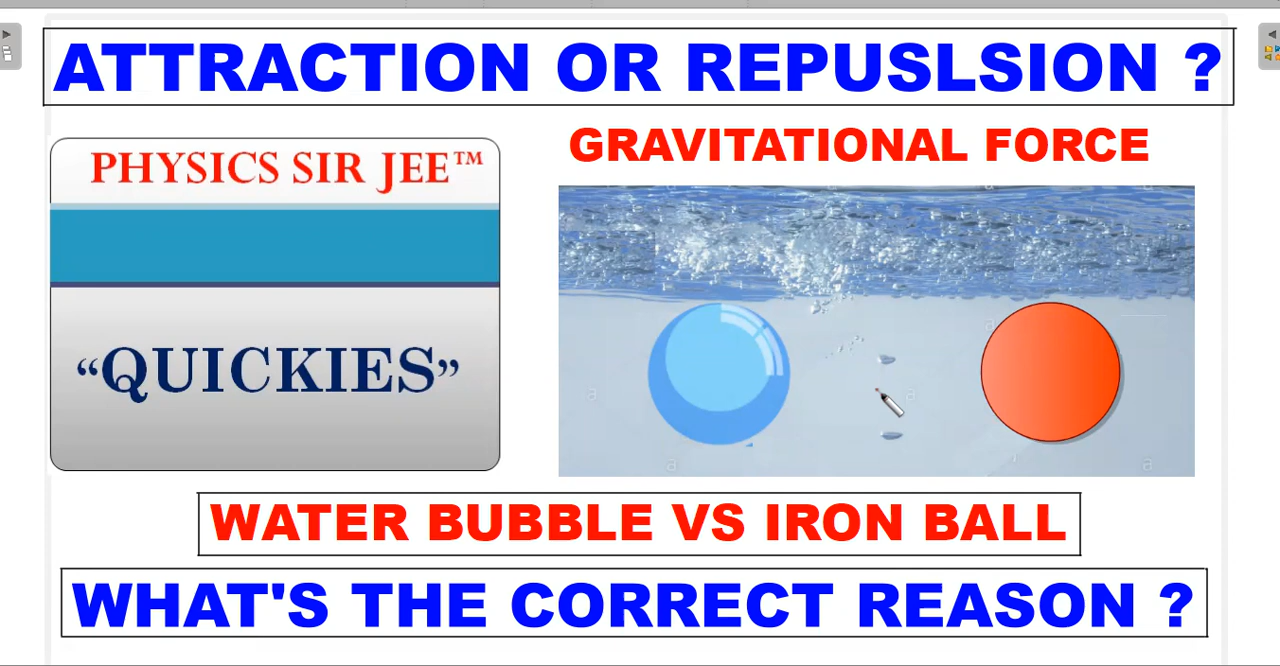 ATTRACTION OR REPUSLSION ?
PHYSICS SIR JEE™
"QUICKIES"
GRAVITATIONAL FORCE
a
a
a
a
a
a
a
WATER BUBBLE VS IRON BALL
WHAT'S THE CORRECT REASON ?